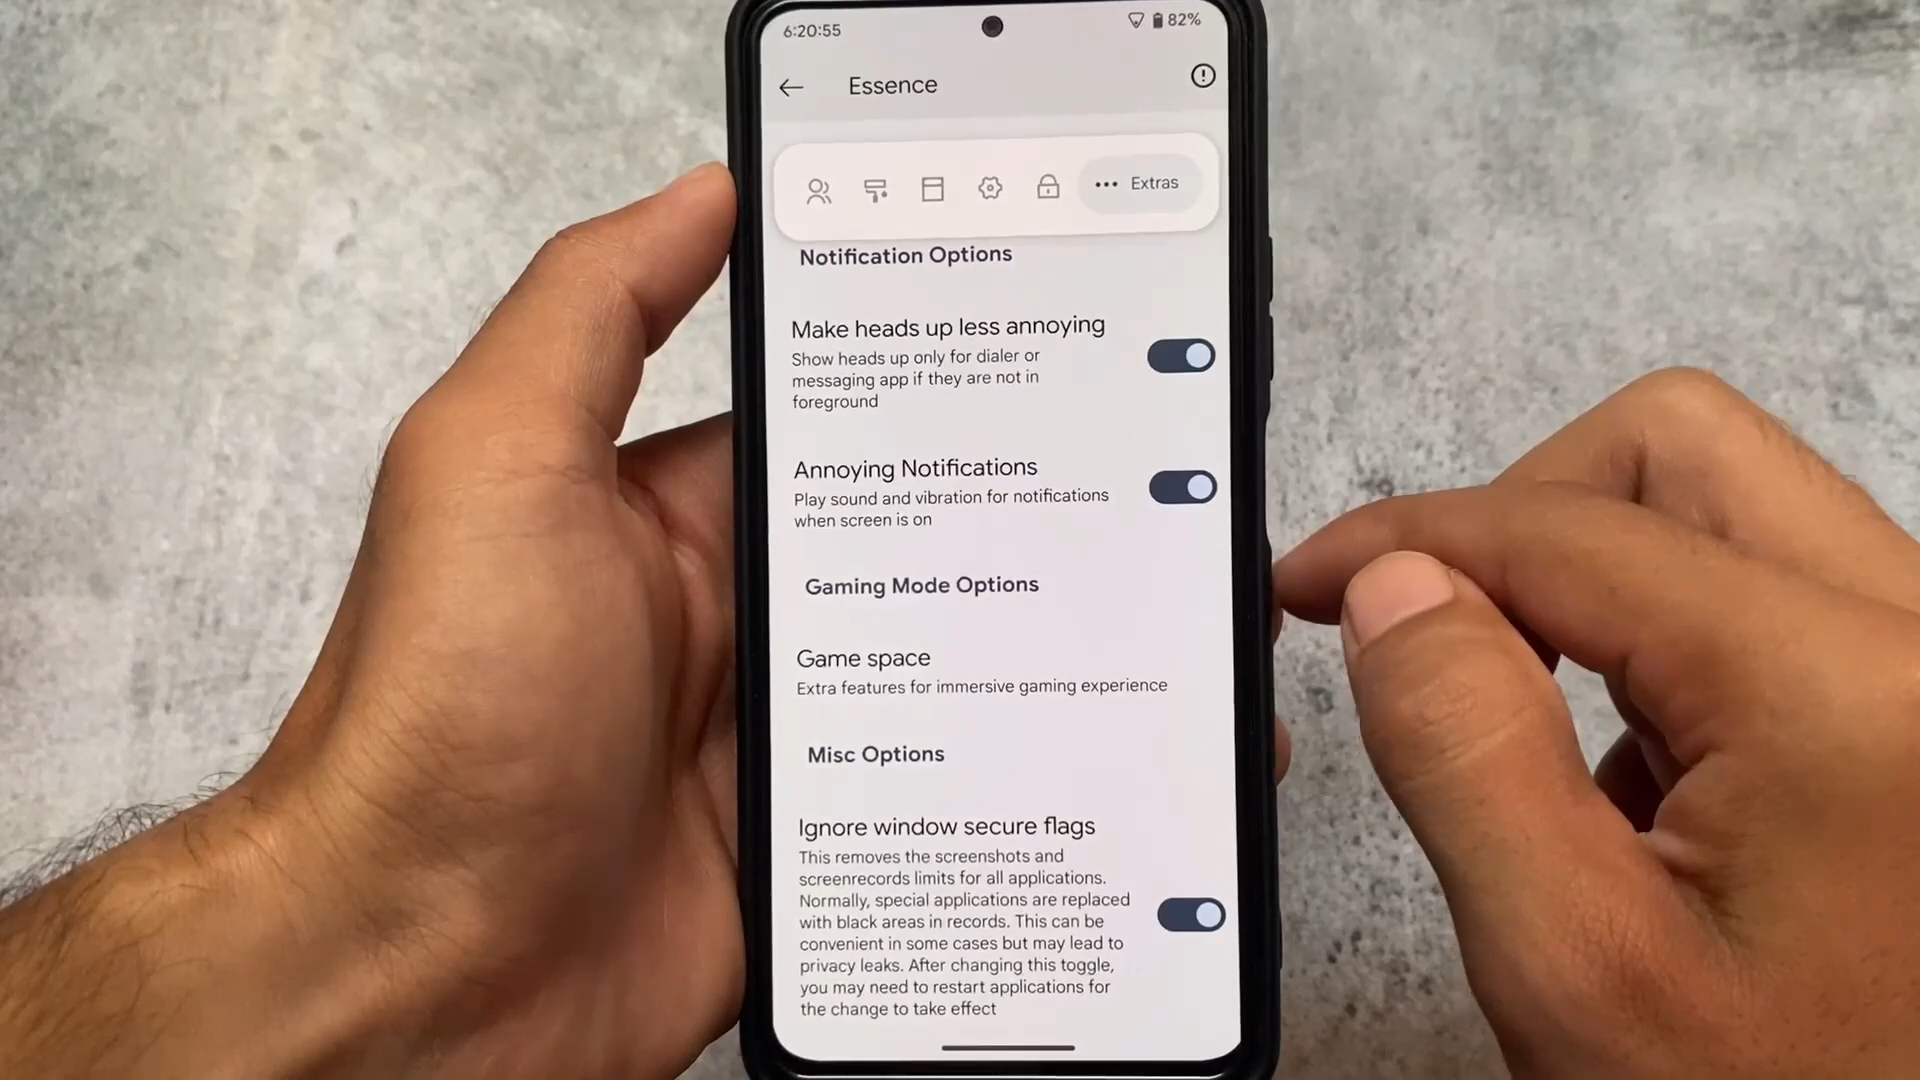 6:20:55
82%
Essence
Extras
Notification Options
Make heads up less annoying
Show heads up only for dialer or
messaging app if they are not in
foreground
Annoying Notifications
Play sound and vibration for notifications
when screen is on
Gaming Mode Options
Game space
Extra features for immersive gaming experience
Misc Options
Ignore window secure flags
This removes the screenshots and
screenrecords limits for all applications.
Normally, special applications are replaced
with black areas in records. This can be
convenient in some cases but may lead to
privacy leaks. After changing this toggle,
you may need to restart applications for
the change to take effect